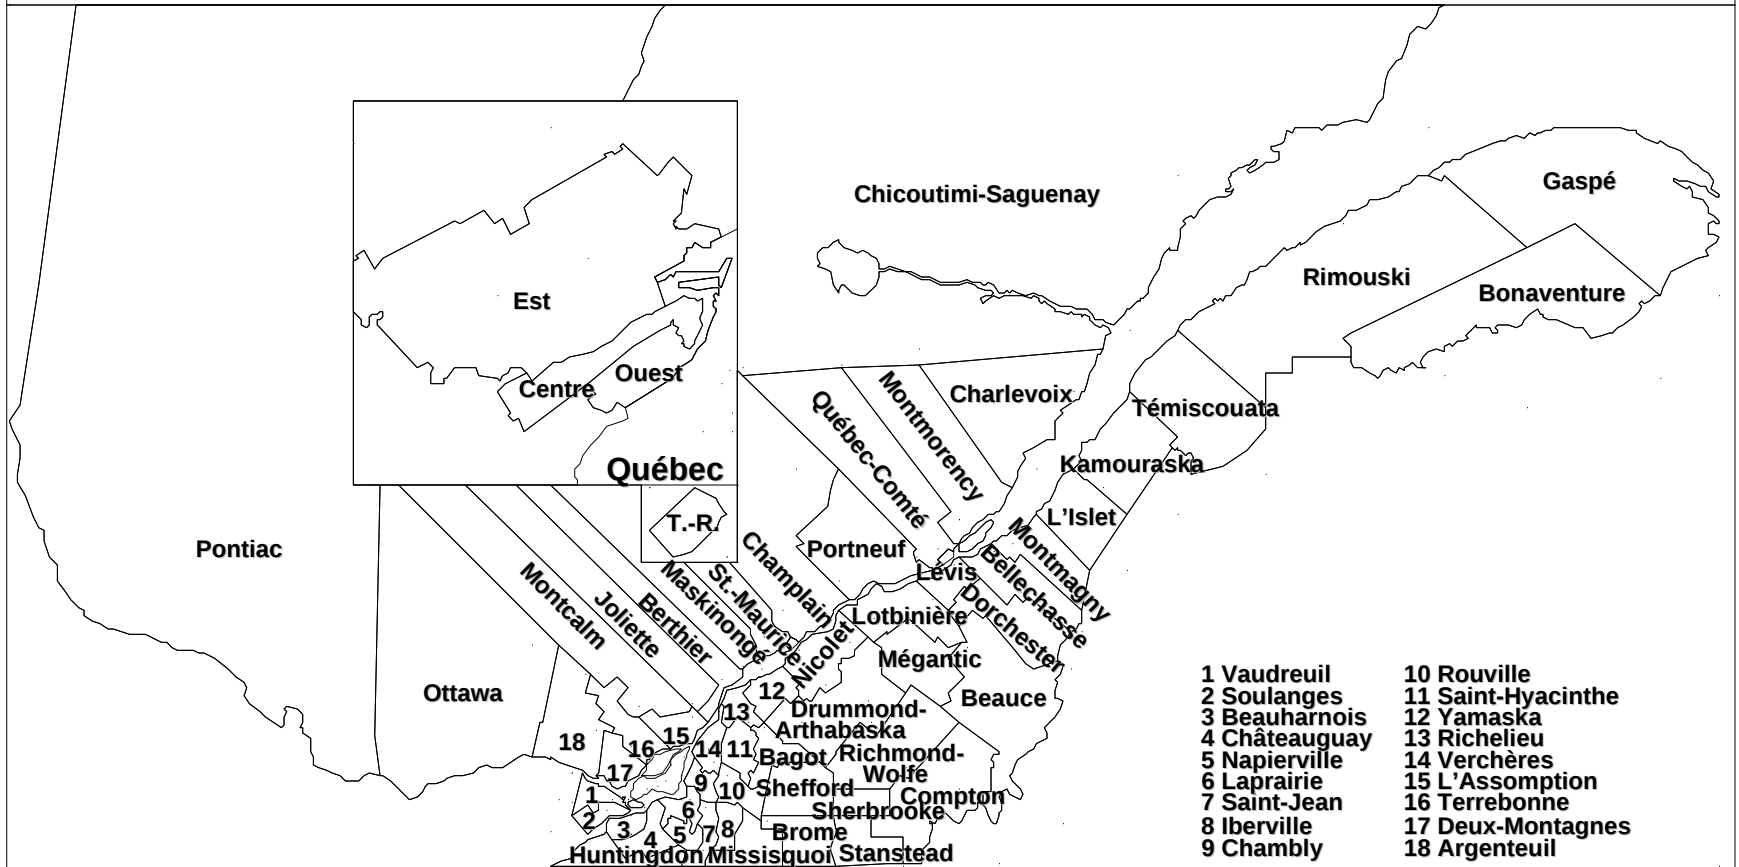 Gaspé
Chicoutimi-Saguenay
Rimouski
Bonaventure
Est
Ouest
Centre
Charlevoix
Montmorency
Québec-Comté
Témiscouata
Kamouraska
Québec
L’Islet
T.-R.
Pontiac
Portneuf
Champlain
Montmagny
Lévis
Bellechasse
Dorchester
St.-Maurice
Maskinongé
Berthier
Joliette
Montcalm
Lotbinière
Nicolet
Mégantic
Beauce
Ottawa
12
13
Drummond-
Arthabaska
18
16
15
14
11
Bagot
Richmond-
Wolfe
17
9
10
Shefford
Compton
1
6
Sherbrooke
2
3
4
5
7
8
Brome
Huntingdon
Missisquoi
Stanstead
1 Vaudreuil
2 Soulanges
3 Beauharnois
4 Châteauguay
5 Napierville
6 Laprairie
7 Saint-Jean
8 Iberville
9 Chambly
10 Rouville
11 Saint-Hyacinthe
12 Yamaska
13 Richelieu
14 Verchères
15 L’Assomption
16 Terrebonne
17 Deux-Montagnes
18 Argenteuil